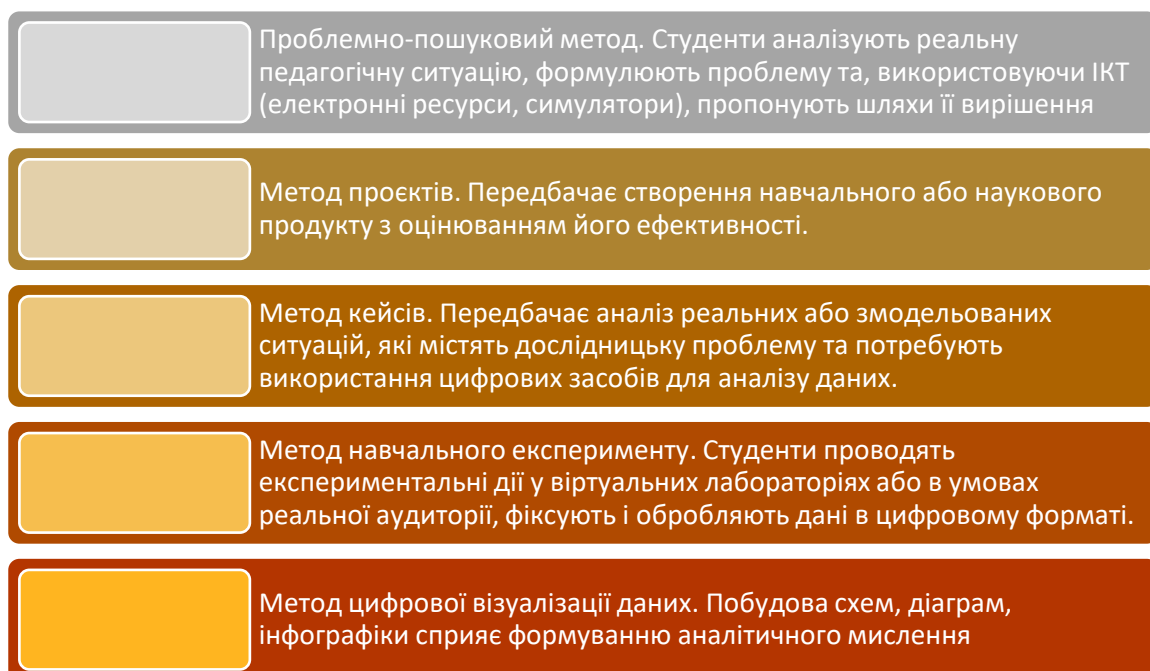 Проблемно-пошуковий метод. Студенти аналізують реальну
педагогічну ситуацію, формулюють проблему та, використовуючи ІКТ
(електронні ресурси, симулятори), пропонують шляхи її вирішення
Метод проєктів. Передбачає створення навчального або наукового
продукту з оцінюванням його ефективності.
Метод кейсів. Передбачає аналіз реальних або змодельованих
ситуацій, які містять дослідницьку проблему та потребують
використання цифрових засобів для аналізу даних.
Метод навчального експерименту. Студенти проводять
експериментальні дії у віртуальних лабораторіях або в умовах
реальної аудиторії, фіксують і обробляють дані в цифровому форматі.
Метод цифрової візуалізації даних. Побудова схем, діаграм,
інфографіки сприяє формуванню аналітичного мислення